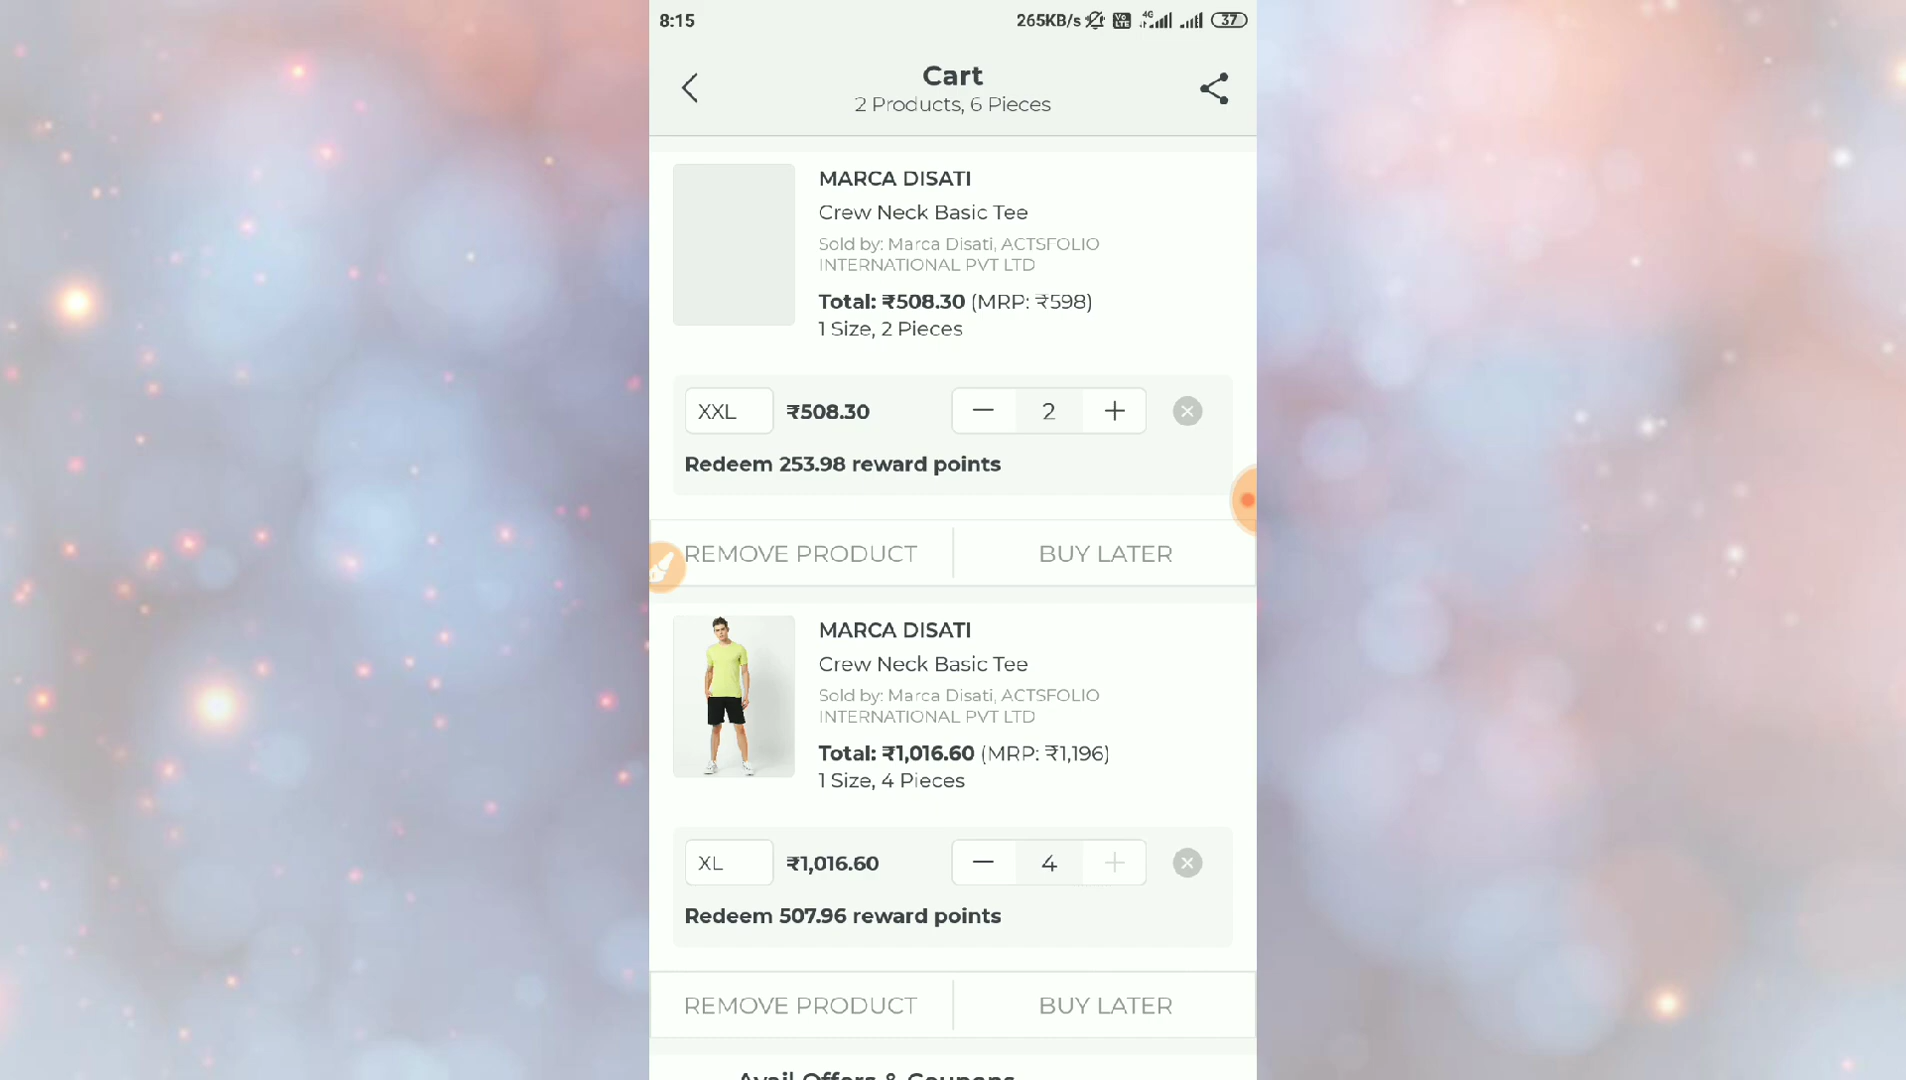 8:15
265KB/s Vo LTE 4G 37
Cart
2 Products, 6 Pieces
MARCA DISATI
Crew Neck Basic Tee
Sold by: Marca Disati, ACTSFOLIO
INTERNATIONAL PVT LTD
Total: ₹508.30 (MRP: ₹598)
1 Size, 2 Pieces
XXL ₹508.30 2
Redeem 253.98 reward points
REMOVE PRODUCT BUY LATER
MARCA DISATI
Crew Neck Basic Tee
Sold by: Marca Disati, ACTSFOLIO
INTERNATIONAL PVT LTD
Total: ₹1,016.60 (MRP: ₹1,196)
1 Size, 4 Pieces
XL ₹1,016.60 4
Redeem 507.96 reward points
REMOVE PRODUCT BUY LATER
Avail Offers & Coupons